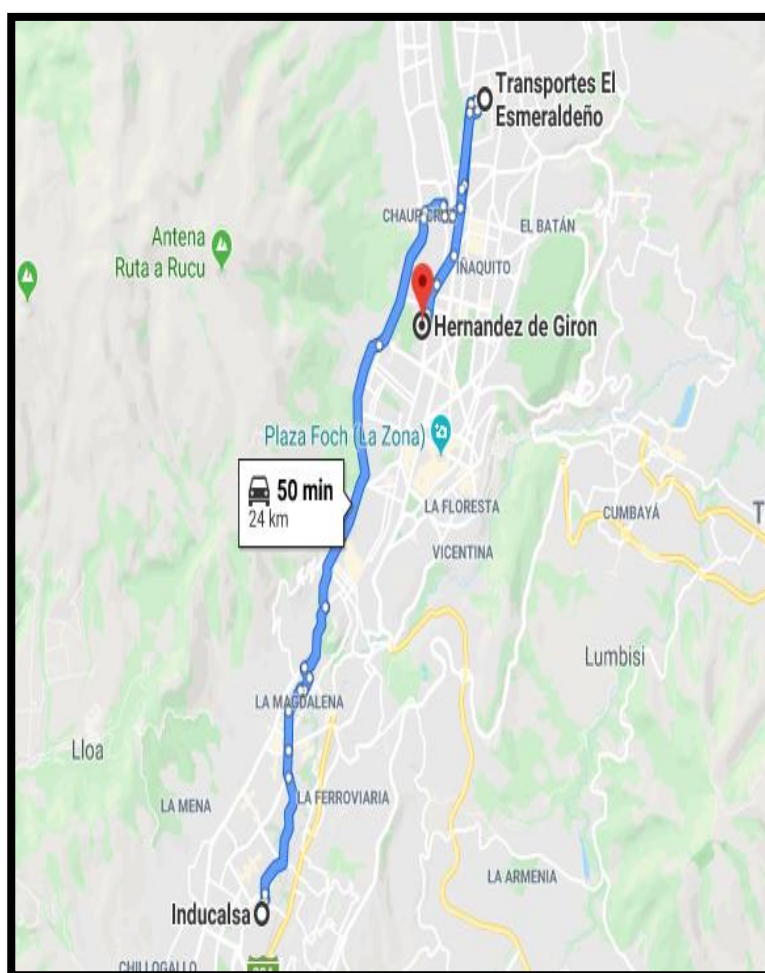 Transportes El
Esmeraldeño
CHAUPICRUZ
EL BATÁN
Antena
Ruta a Rucu
IÑAQUITO
Hernandez de Giron
Plaza Foch (La Zona)
50 min
24 km
LA FLORESTA
CUMBAYÁ
T
VICENTINA
Lumbisi
LA MAGDALENA
Lloa
LA MENA
LA FERROVIARIA
LA ARMENIA
Inducalsa
CHILLOGALLO